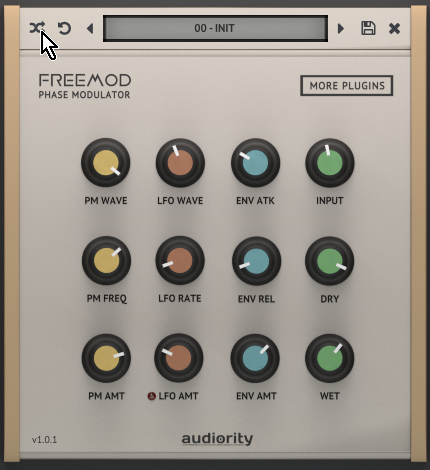 00 - INIT
FREEMOD
PHASE MODULATOR
MORE PLUGINS
PM WAVE LFO WAVE ENV ATK INPUT
PM FREQ LFO RATE ENV REL DRY
PM AMT LFO AMT ENV AMT WET
v1.0.1 audiority